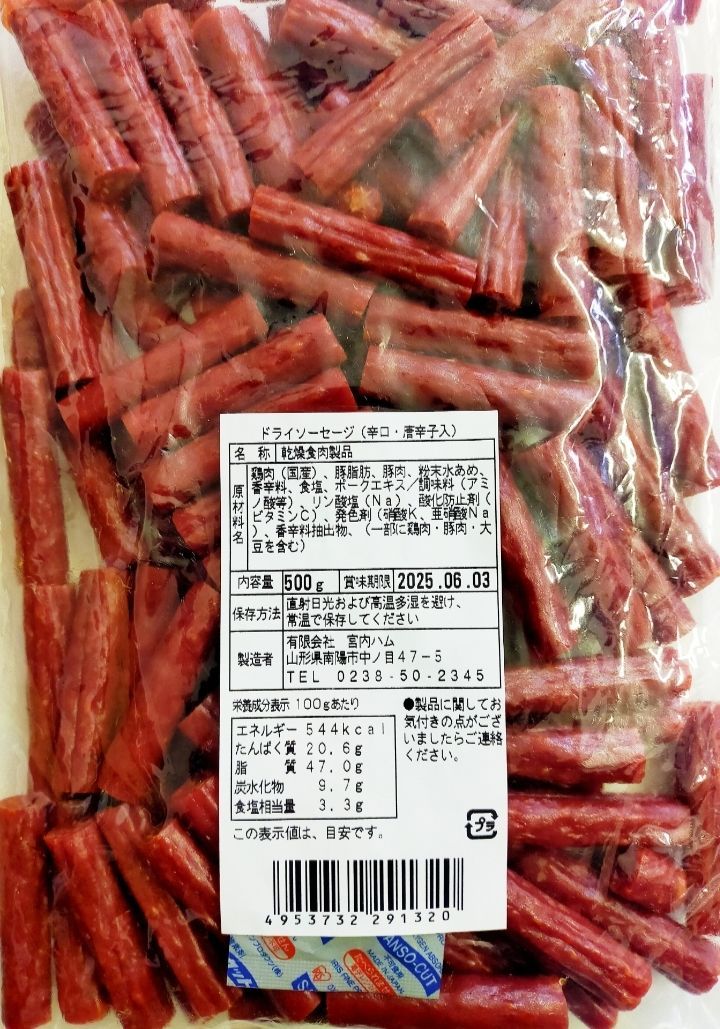 ドライソーセージ（辛口・唐辛子入）
名 称 乾燥食肉製品
原材料名
鶏肉（国産）、豚脂肪、豚肉、粉末水あめ、
香辛料、食塩、ポークエキス／調味料（アミ
ノ酸等）、リン酸塩（Ｎａ）、酸化防止剤（
ビタミンＣ）、発色剤（硝酸Ｋ、亜硝酸Ｎａ
）、香辛料抽出物、（一部に鶏肉・豚肉・大
豆を含む）
内容量 500ｇ 賞味期限 2025.06.03
保存方法 直射日光および高温多湿を避け、
常温で保存してください
製造者 有限会社 宮内ハム
山形県南陽市中ノ目４７－５
ＴＥＬ ０２３８-５０-２３４５
栄養成分表示 １００ｇあたり
エネルギー ５４４ｋｃａｌ
たんぱく質 ２０.６ｇ
脂 質 ４７.０ｇ
炭水化物 ９.７ｇ
食塩相当量 ３.３ｇ
この表示値は、目安です。
●製品に関してお
気付きの点がござ
いましたらご連絡
ください。
プラ
4953732 291320
ANSO-CUT
不可食用
MADE IN JAPAN